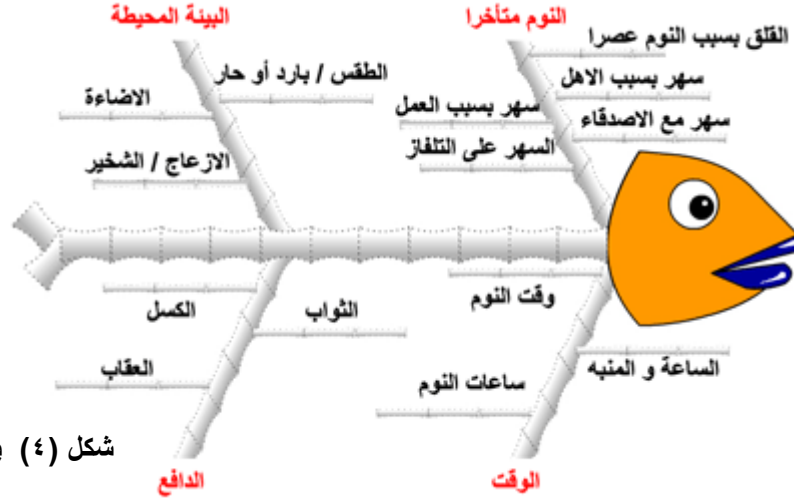 النوم متأخرا
القلق بسبب النوم عصرا
سهر بسبب الاهل
سهر مع الاصدقاء
سهر بسبب العمل
السهر على التلفاز
البيئة المحيطة
الطقس / بارد أو حار
الاضاءة
الازعاج / الشخير
وقت النوم
الساعة و المنبه
ساعات النوم
الوقت
الكسل
الثواب
العقاب
الدافع
شكل (٤)